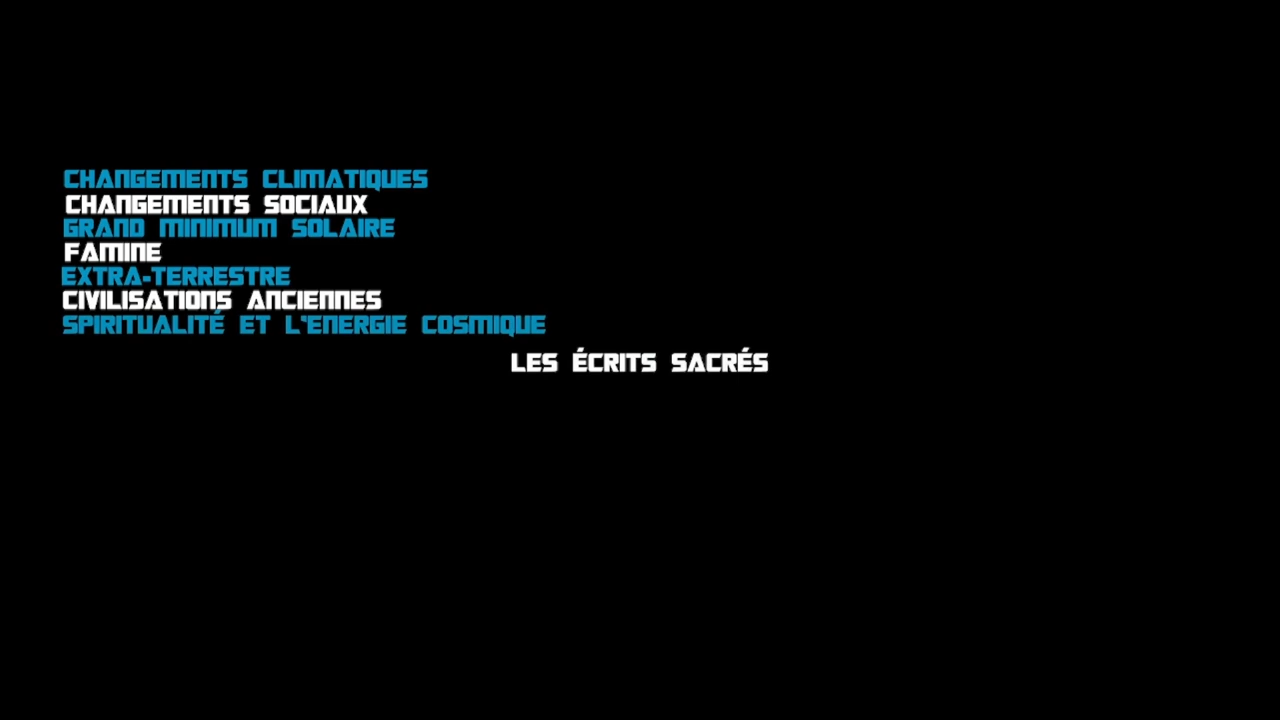 CHANGEMENTS CLIMATIQUES
CHANGEMENTS SOCIAUX
GRAND MINIMUM SOLAIRE
FAMINE
EXTRA-TERRESTRE
CIVILISATIONS ANCIENNES
SPIRITUALITÉ ET L'ENERGIE COSMIQUE
LES ÉCRITS SACRÉS